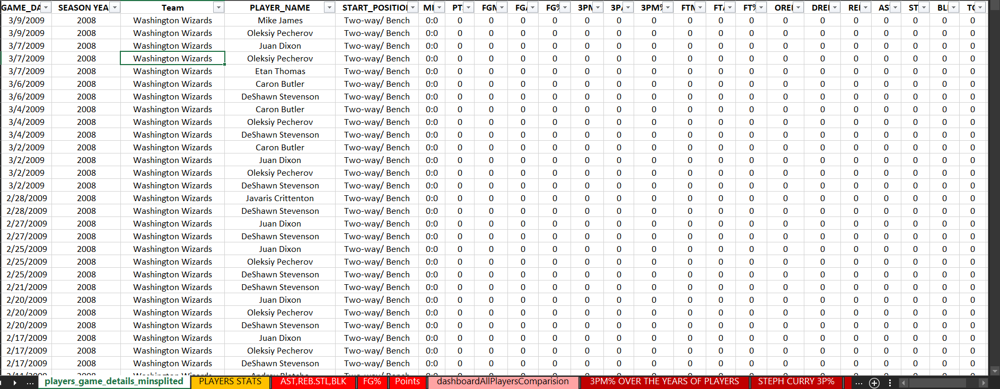 GAME_DA SEASON YEA Team PLAYER_NAME START_POSITIO MI PT FGM FGA FG% 3PM 3PA 3PM% FTM FTA FT% ORE DRE RE AS ST BL TO
3/9/2009 2008 Washington Wizards Mike James Two-way/ Bench 0:0 0 0 0 0 0 0 0 0 0 0 0 0 0 0 0 0 0
3/9/2009 2008 Washington Wizards Oleksiy Pecherov Two-way/ Bench 0:0 0 0 0 0 0 0 0 0 0 0 0 0 0 0 0 0 0
3/7/2009 2008 Washington Wizards Juan Dixon Two-way/ Bench 0:0 0 0 0 0 0 0 0 0 0 0 0 0 0 0 0 0 0
3/7/2009 2008 Washington Wizards Oleksiy Pecherov Two-way/ Bench 0:0 0 0 0 0 0 0 0 0 0 0 0 0 0 0 0 0 0
3/7/2009 2008 Washington Wizards Etan Thomas Two-way/ Bench 0:0 0 0 0 0 0 0 0 0 0 0 0 0 0 0 0 0 0
3/6/2009 2008 Washington Wizards Caron Butler Two-way/ Bench 0:0 0 0 0 0 0 0 0 0 0 0 0 0 0 0 0 0 0
3/6/2009 2008 Washington Wizards DeShawn Stevenson Two-way/ Bench 0:0 0 0 0 0 0 0 0 0 0 0 0 0 0 0 0 0 0
3/4/2009 2008 Washington Wizards Caron Butler Two-way/ Bench 0:0 0 0 0 0 0 0 0 0 0 0 0 0 0 0 0 0 0
3/4/2009 2008 Washington Wizards Oleksiy Pecherov Two-way/ Bench 0:0 0 0 0 0 0 0 0 0 0 0 0 0 0 0 0 0 0
3/4/2009 2008 Washington Wizards DeShawn Stevenson Two-way/ Bench 0:0 0 0 0 0 0 0 0 0 0 0 0 0 0 0 0 0 0
3/2/2009 2008 Washington Wizards Caron Butler Two-way/ Bench 0:0 0 0 0 0 0 0 0 0 0 0 0 0 0 0 0 0 0
3/2/2009 2008 Washington Wizards Juan Dixon Two-way/ Bench 0:0 0 0 0 0 0 0 0 0 0 0 0 0 0 0 0 0 0
3/2/2009 2008 Washington Wizards Oleksiy Pecherov Two-way/ Bench 0:0 0 0 0 0 0 0 0 0 0 0 0 0 0 0 0 0 0
3/2/2009 2008 Washington Wizards DeShawn Stevenson Two-way/ Bench 0:0 0 0 0 0 0 0 0 0 0 0 0 0 0 0 0 0 0
2/28/2009 2008 Washington Wizards Javaris Crittenton Two-way/ Bench 0:0 0 0 0 0 0 0 0 0 0 0 0 0 0 0 0 0 0
2/28/2009 2008 Washington Wizards DeShawn Stevenson Two-way/ Bench 0:0 0 0 0 0 0 0 0 0 0 0 0 0 0 0 0 0 0
2/27/2009 2008 Washington Wizards Juan Dixon Two-way/ Bench 0:0 0 0 0 0 0 0 0 0 0 0 0 0 0 0 0 0 0
2/27/2009 2008 Washington Wizards DeShawn Stevenson Two-way/ Bench 0:0 0 0 0 0 0 0 0 0 0 0 0 0 0 0 0 0 0
2/25/2009 2008 Washington Wizards Juan Dixon Two-way/ Bench 0:0 0 0 0 0 0 0 0 0 0 0 0 0 0 0 0 0 0
2/25/2009 2008 Washington Wizards Oleksiy Pecherov Two-way/ Bench 0:0 0 0 0 0 0 0 0 0 0 0 0 0 0 0 0 0 0
2/25/2009 2008 Washington Wizards DeShawn Stevenson Two-way/ Bench 0:0 0 0 0 0 0 0 0 0 0 0 0 0 0 0 0 0 0
2/21/2009 2008 Washington Wizards DeShawn Stevenson Two-way/ Bench 0:0 0 0 0 0 0 0 0 0 0 0 0 0 0 0 0 0 0
2/20/2009 2008 Washington Wizards Juan Dixon Two-way/ Bench 0:0 0 0 0 0 0 0 0 0 0 0 0 0 0 0 0 0 0
2/20/2009 2008 Washington Wizards Oleksiy Pecherov Two-way/ Bench 0:0 0 0 0 0 0 0 0 0 0 0 0 0 0 0 0 0 0
2/20/2009 2008 Washington Wizards DeShawn Stevenson Two-way/ Bench 0:0 0 0 0 0 0 0 0 0 0 0 0 0 0 0 0 0 0
2/17/2009 2008 Washington Wizards Juan Dixon Two-way/ Bench 0:0 0 0 0 0 0 0 0 0 0 0 0 0 0 0 0 0 0
2/17/2009 2008 Washington Wizards Oleksiy Pecherov Two-way/ Bench 0:0 0 0 0 0 0 0 0 0 0 0 0 0 0 0 0 0 0
2/17/2009 2008 Washington Wizards DeShawn Stevenson Two-way/ Bench 0:0 0 0 0 0 0 0 0 0 0 0 0 0 0 0 0 0 0
... players_game_details_minsplited PLAYERS STATS AST,REB.STL,BLK FG% Points dashboardAllPlayersComparision 3PM% OVER THE YEARS OF PLAYERS STEPH CURRY 3P% ...